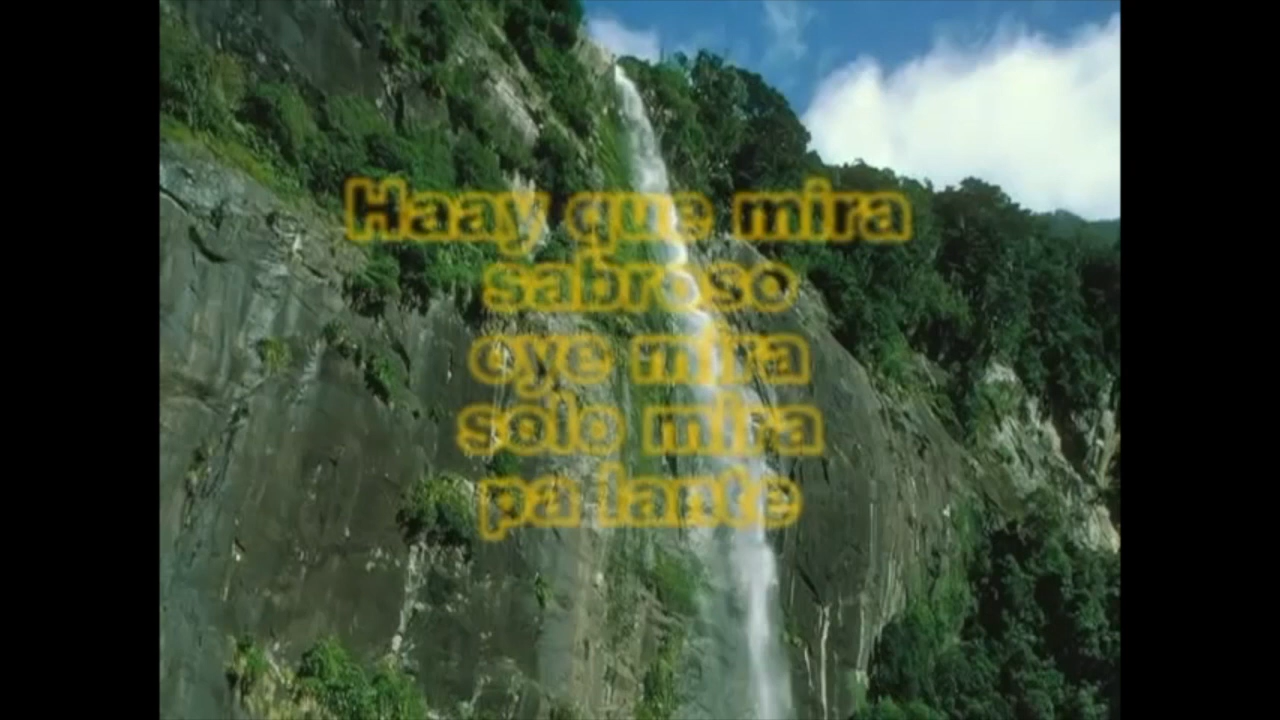 Haay que mira
sabroso
oye mira
solo mira
pa lante